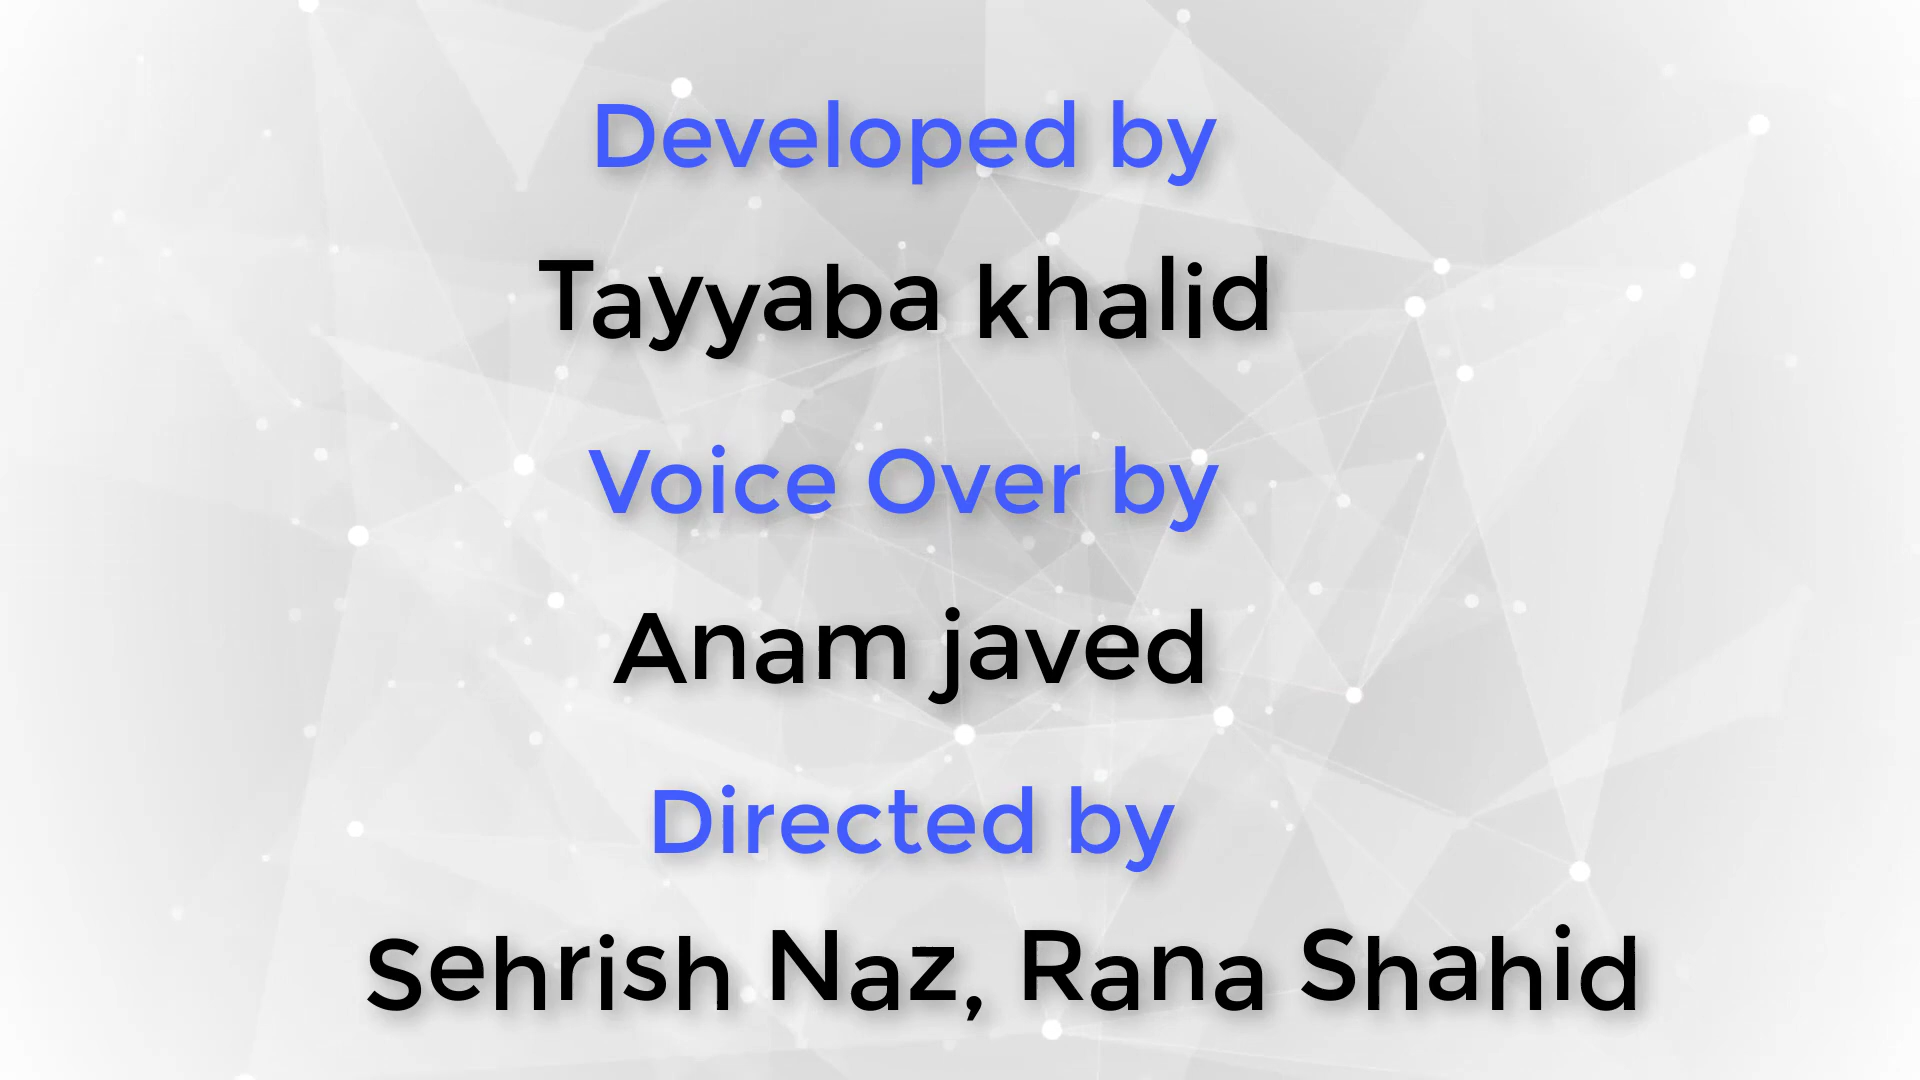 Developed by
Tayyaba khalid
Voice Over by
Anam javed
Directed by
Sehrish Naz, Rana Shahid